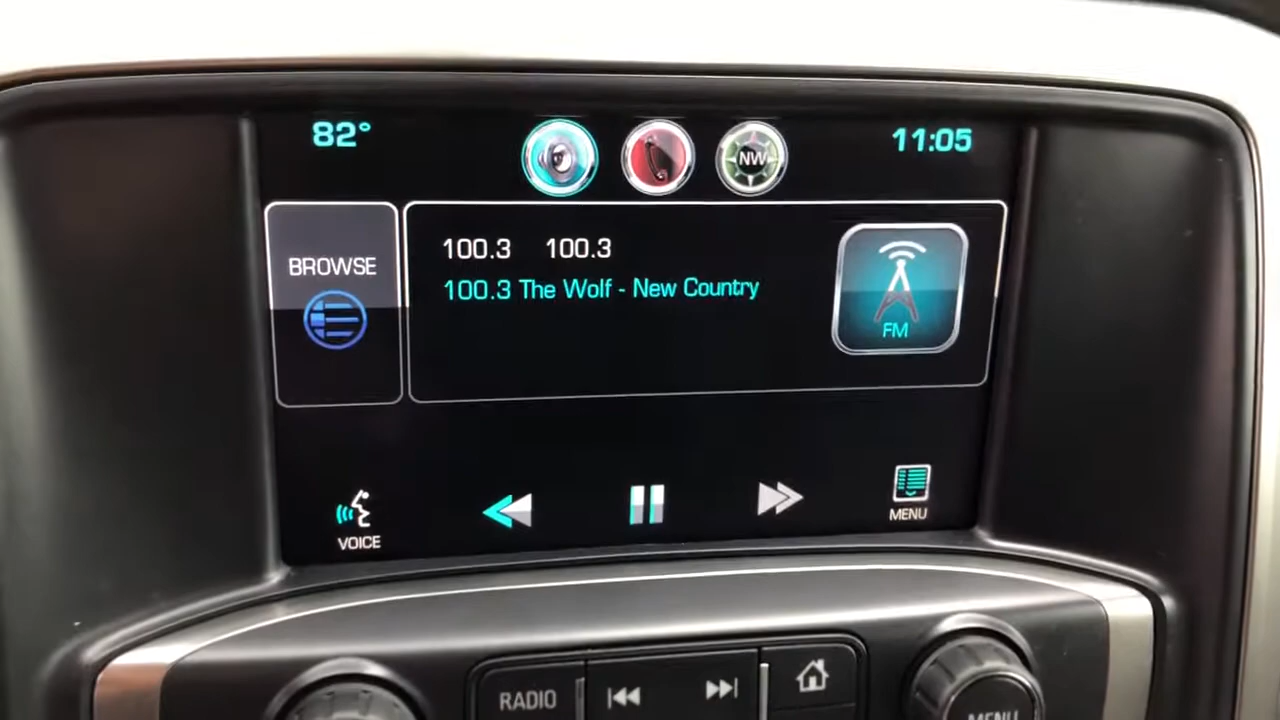 82°
NW
11:05
BROWSE
100.3 100.3
100.3 The Wolf - New Country
FM
VOICE
MENU
RADIO
MENU